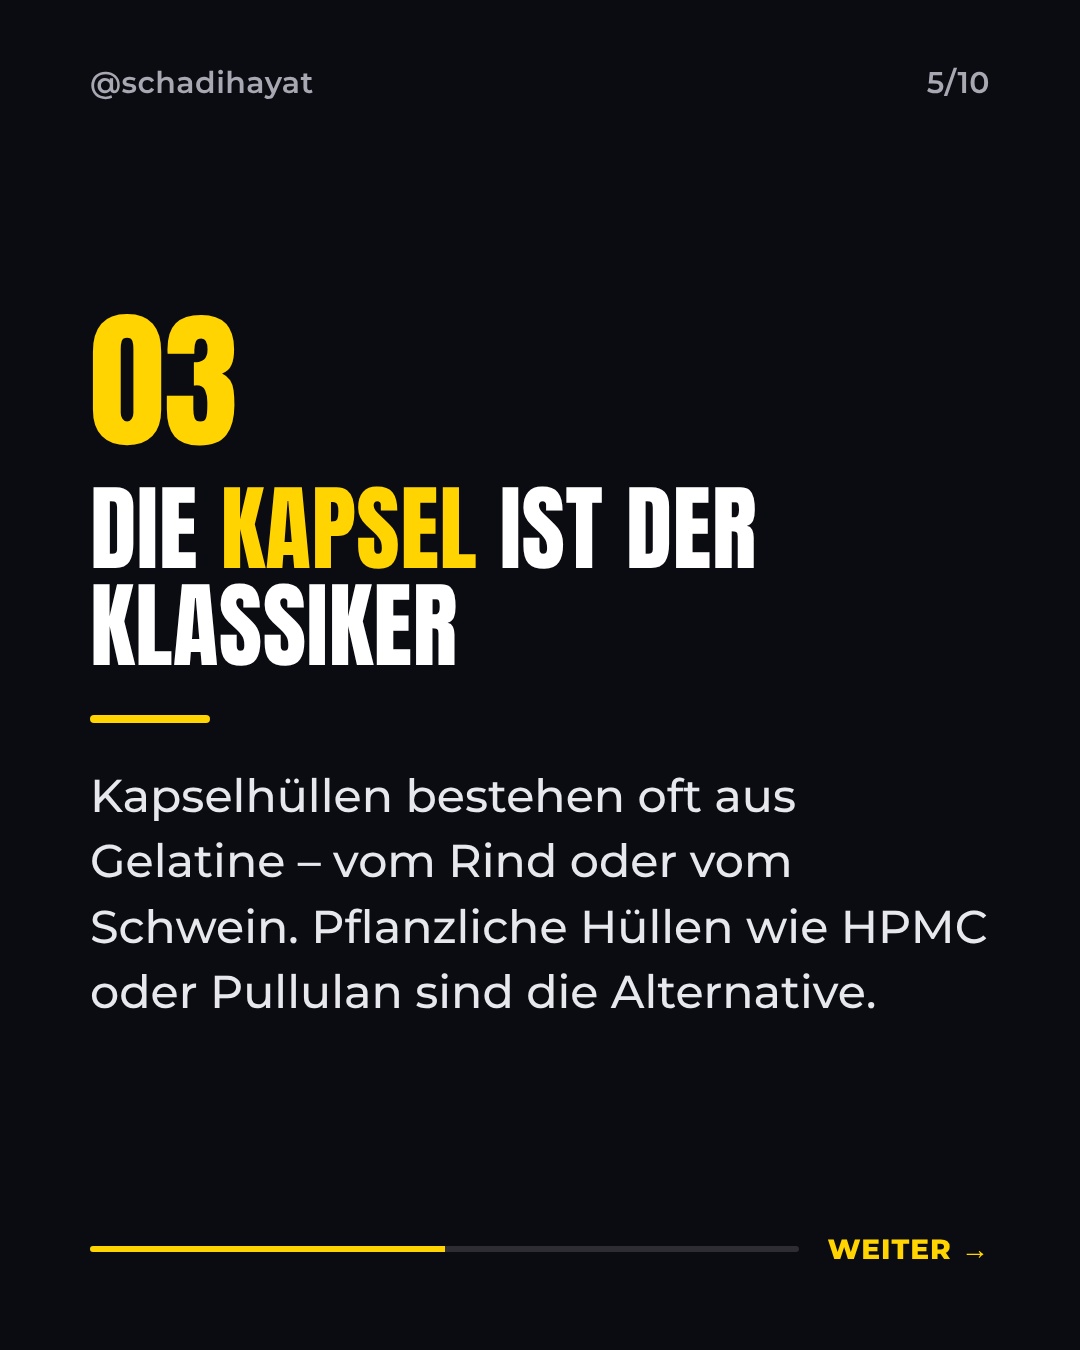 @schadihayat
5/10
03
DIE KAPSEL IST DER
KLASSIKER
Kapselhüllen bestehen oft aus
Gelatine – vom Rind oder vom
Schwein. Pflanzliche Hüllen wie HPMC
oder Pullulan sind die Alternative.
WEITER →